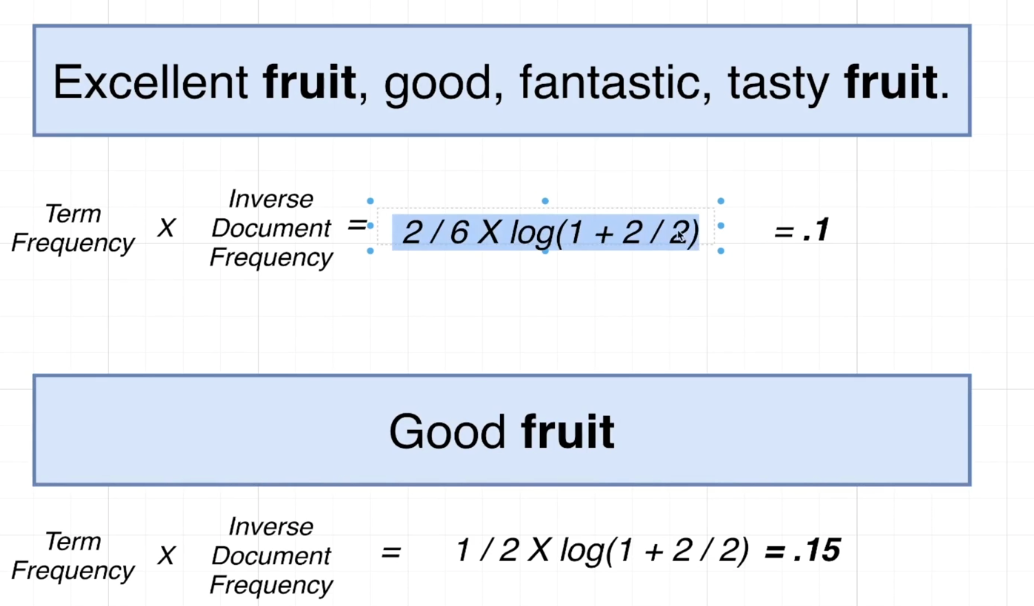 Excellent fruit, good, fantastic, tasty fruit.
Term
Frequency
X
Inverse
Document
Frequency
=
2 / 6 X log(1 + 2 / 2)
= .1
Good fruit
Term
Frequency
X
Inverse
Document
Frequency
=
1 / 2 X log(1 + 2 / 2) = .15